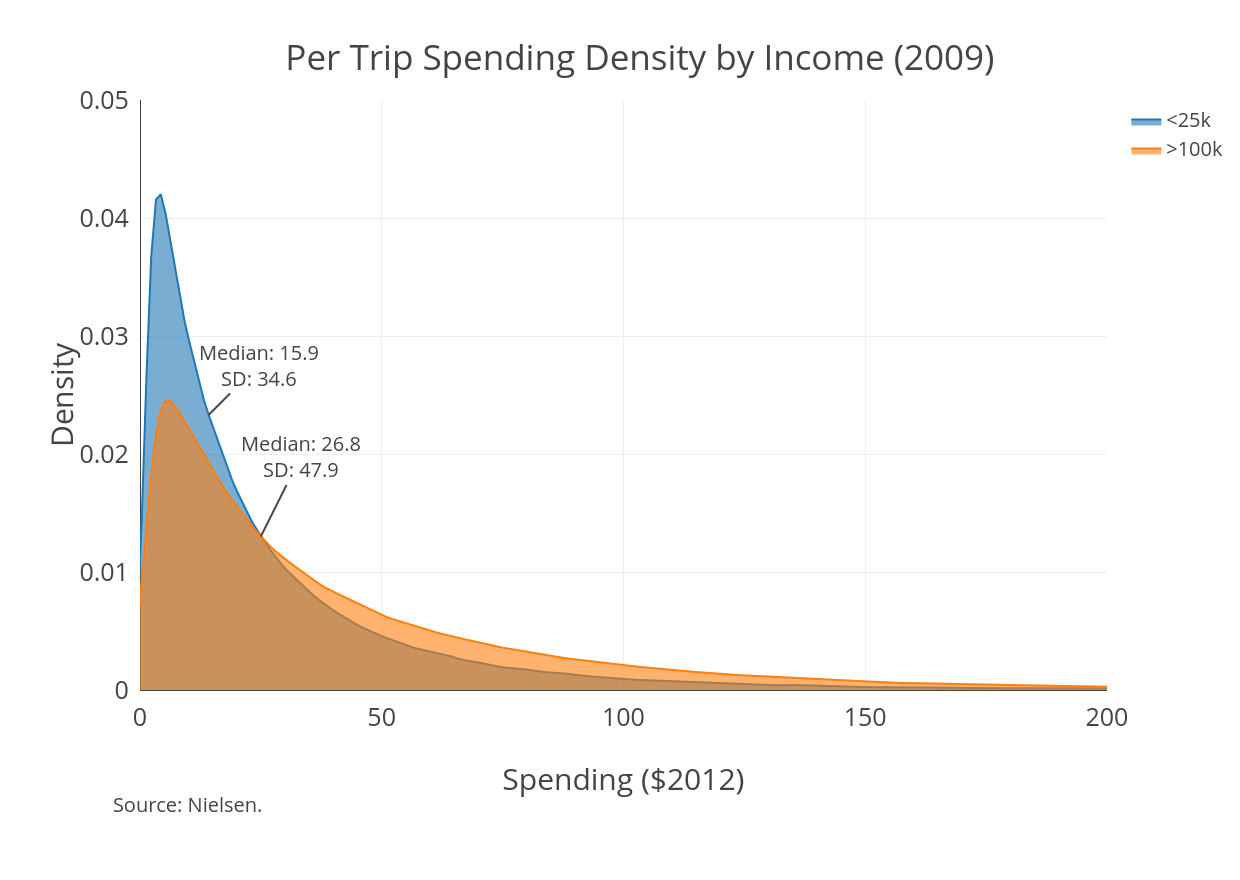 Per Trip Spending Density by Income (2009)
<25k
>100k
0.05
0.04
0.03
0.02
0.01
0
Density
Median: 15.9
SD: 34.6
Median: 26.8
SD: 47.9
0
50
100
150
200
Spending ($2012)
Source: Nielsen.